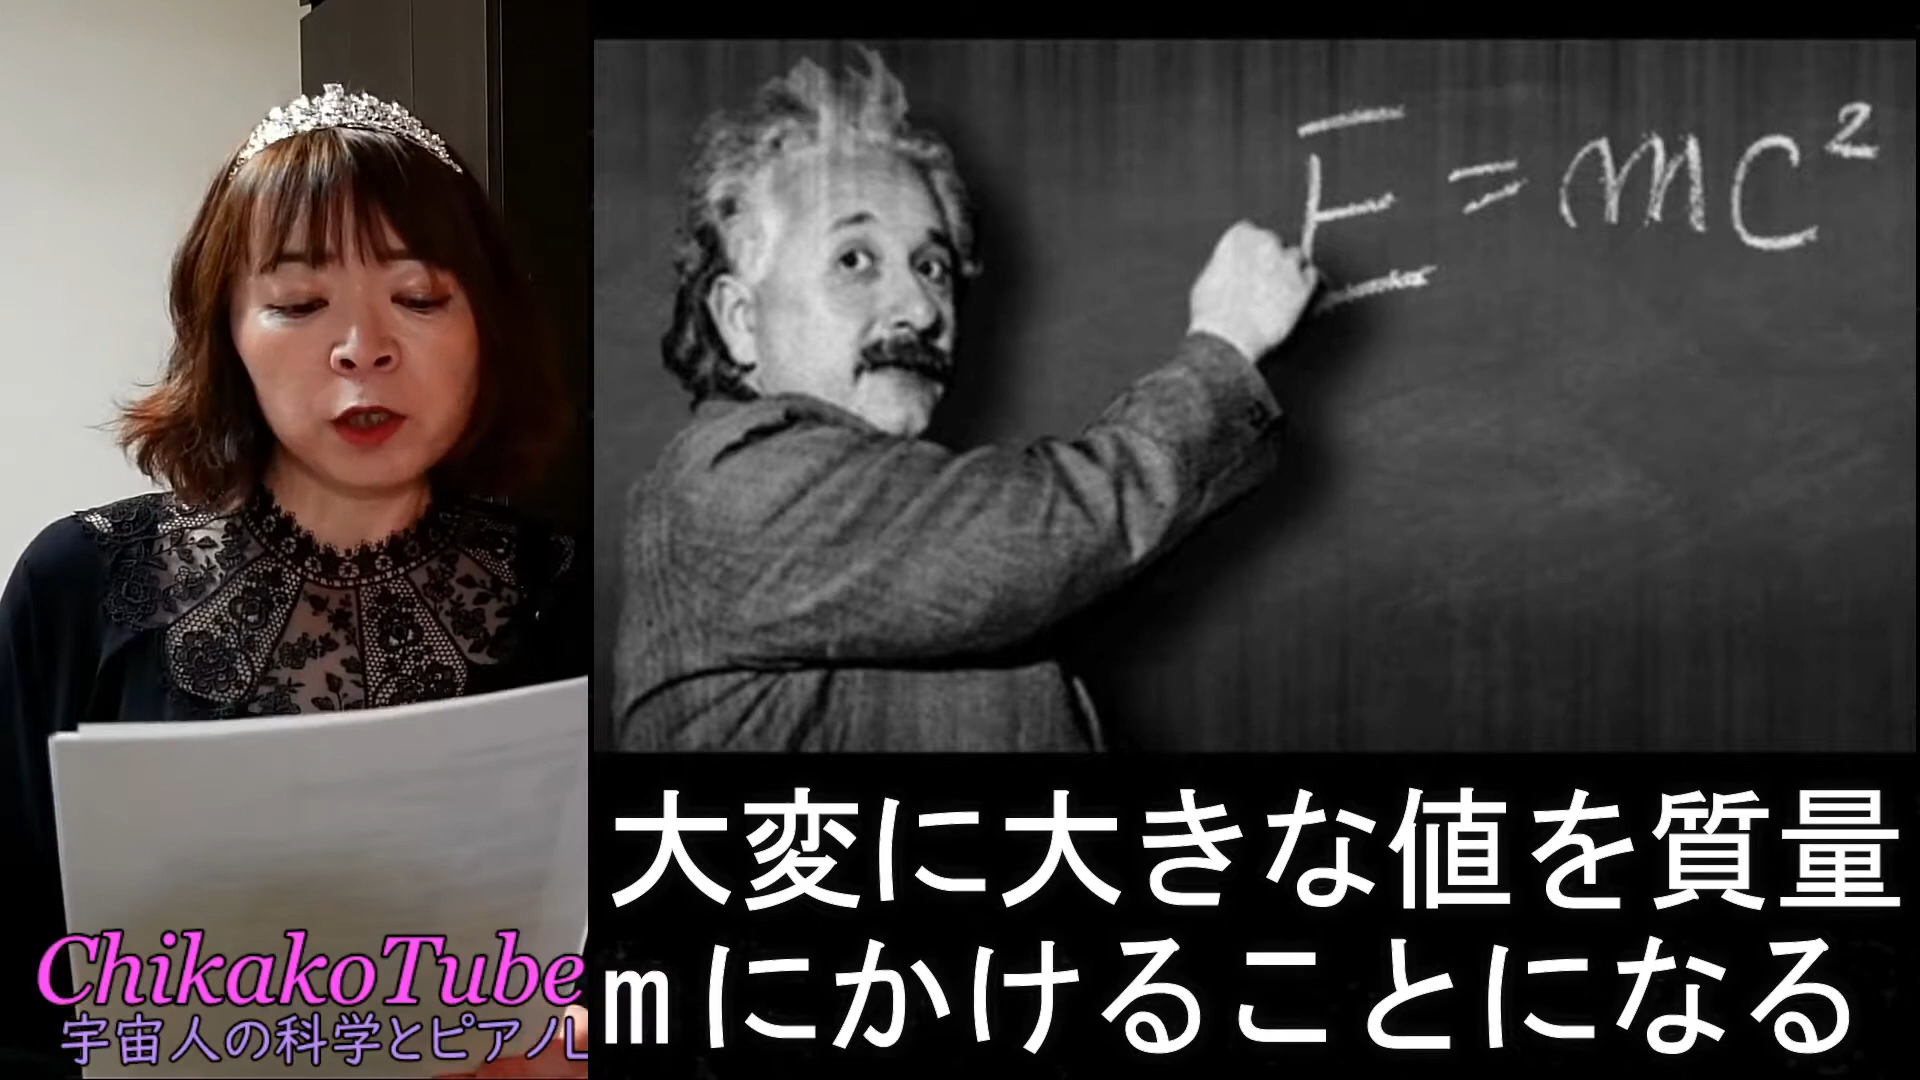 E=mc²
大変に大きな値を質量
mにかけることになる
ChikakoTube
宇宙人の科学とピアノレ